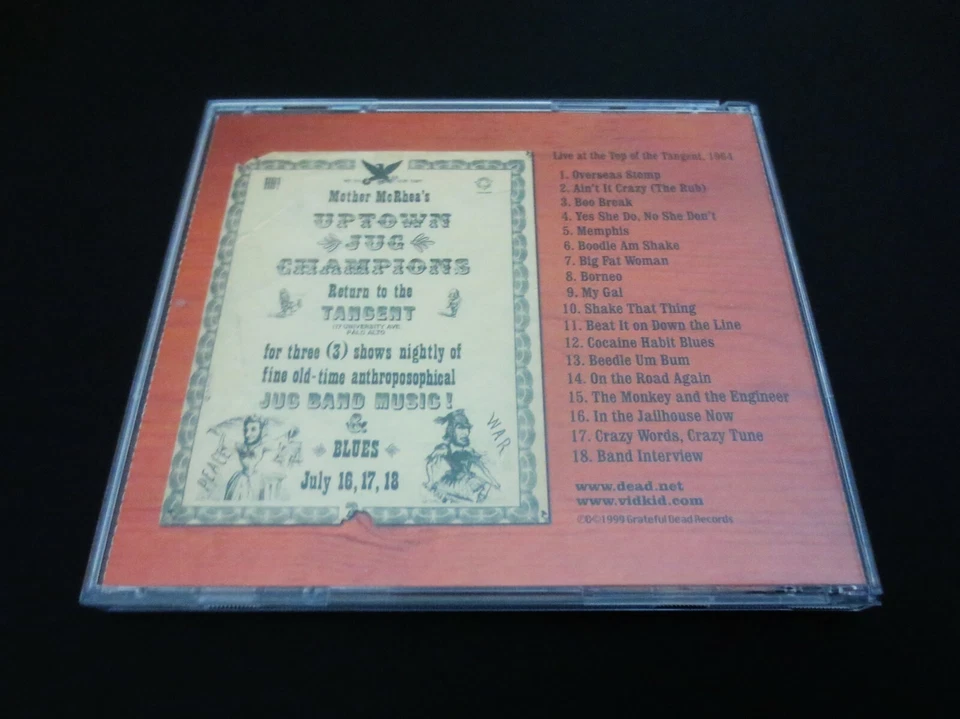 Mother McRhea's
UPTOWN
JUG
CHAMPIONS
Return to the
TANGENT
117 UNIVERSITY AVE.
PALO ALTO
for three (3) shows nightly of
fine old-time anthroposophical
JUG BAND MUSIC!
&
BLUES
July 16, 17, 18
PEACE
WAR
Live at the Top of the Tangent, 1964
1. Overseas Stomp
2. Ain't It Crazy (The Rub)
3. Boo Break
4. Yes She Do, No She Don't
5. Memphis
6. Boodle Am Shake
7. Big Fat Woman
8. Borneo
9. My Gal
10. Shake That Thing
11. Beat It on Down the Line
12. Cocaine Habit Blues
13. Beedle Um Bum
14. On the Road Again
15. The Monkey and the Engineer
16. In the Jailhouse Now
17. Crazy Words, Crazy Tune
18. Band Interview
www.dead.net
www.vidkid.com
℗©1999 Grateful Dead Records